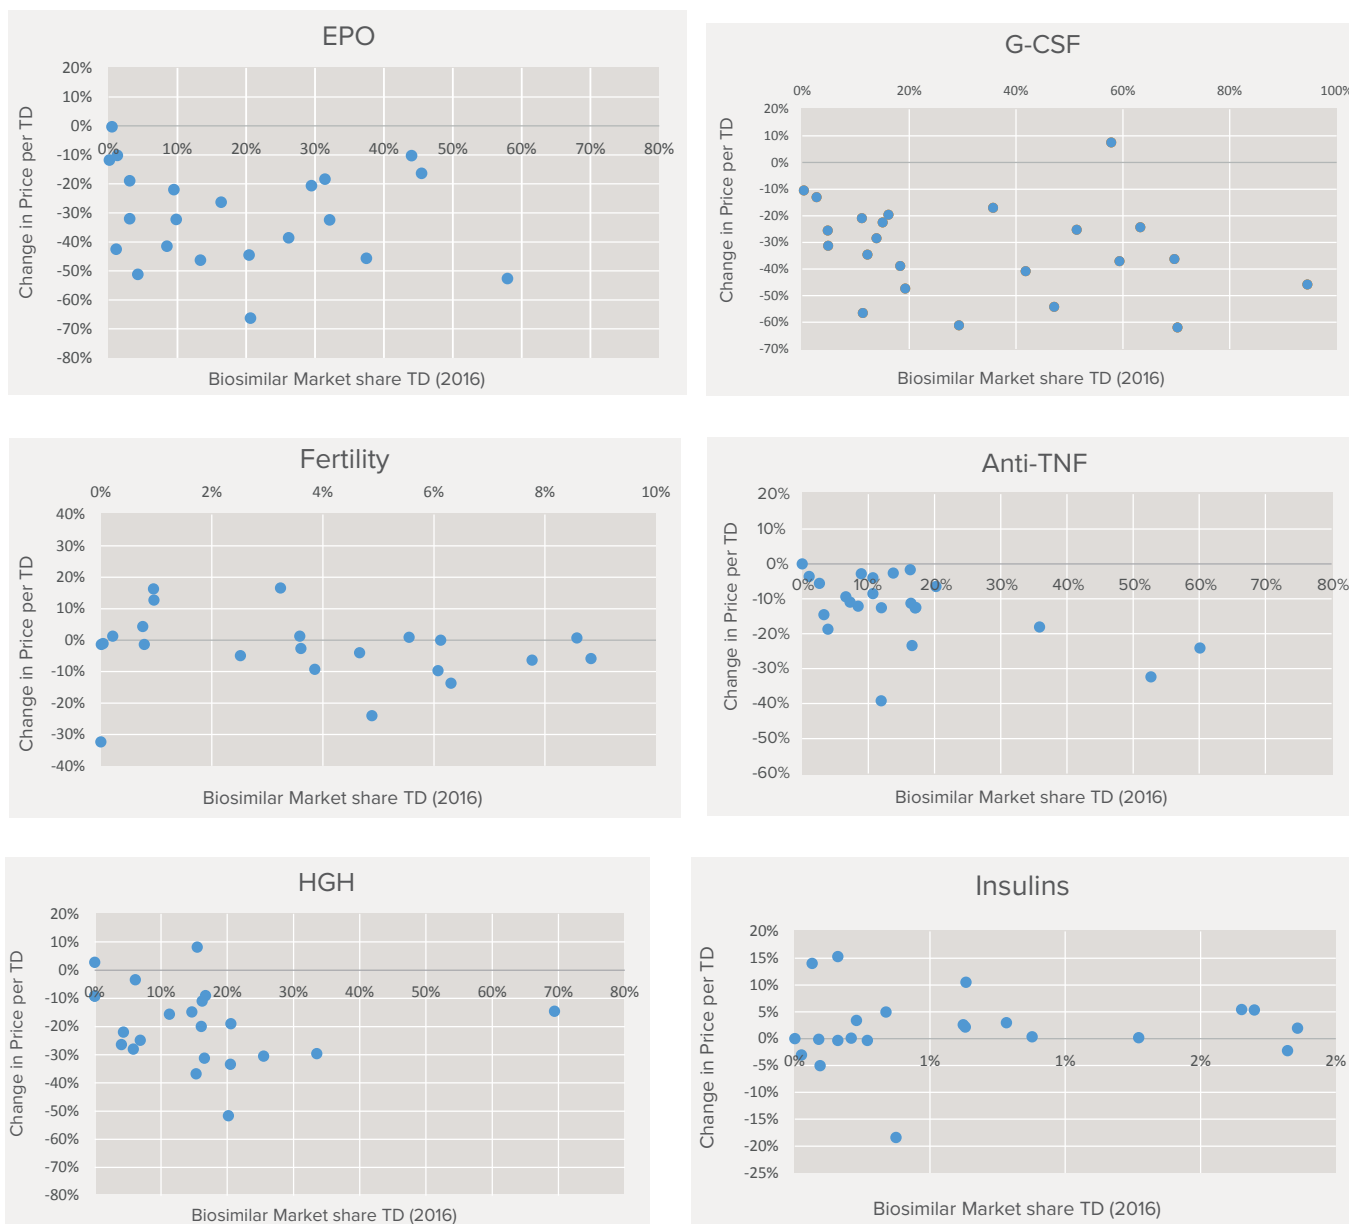 EPO
20%
10%
0%
0% 10% 20% 30% 40% 50% 60% 70% 80%
-10%
-20%
-30%
-40%
-50%
-60%
-70%
-80%
Change in Price per TD
Biosimilar Market share TD (2016)
G-CSF
0% 20% 40% 60% 80% 100%
20%
10%
0%
-10%
-20%
-30%
-40%
-50%
-60%
-70%
Change in Price per TD
Biosimilar Market share TD (2016)
Fertility
0% 2% 4% 6% 8% 10%
40%
30%
20%
10%
0%
-10%
-20%
-30%
-40%
Change in Price per TD
Biosimilar Market share TD (2016)
Anti-TNF
20%
10%
0%
0% 10% 20% 30% 40% 50% 60% 70% 80%
-10%
-20%
-30%
-40%
-50%
-60%
Change in Price per TD
Biosimilar Market share TD (2016)
HGH
20%
10%
0%
0% 10% 20% 30% 40% 50% 60% 70% 80%
-10%
-20%
-30%
-40%
-50%
-60%
-70%
-80%
Change in Price per TD
Biosimilar Market share TD (2016)
Insulins
20%
15%
10%
5%
0%
0% 1% 1% 2% 2%
-5%
-10%
-15%
-20%
-25%
Change in Price per TD
Biosimilar Market share TD (2016)